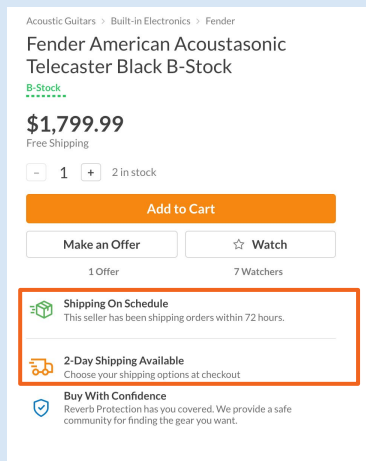 Acoustic Guitars > Built-in Electronics > Fender
Fender American Acoustasonic
Telecaster Black B-Stock
B-Stock
$1,799.99
Free Shipping
- 1 + 2 in stock
Add to Cart
Make an Offer
Watch
1 Offer
7 Watchers
Shipping On Schedule
This seller has been shipping orders within 72 hours.
2-Day Shipping Available
Choose your shipping options at checkout
Buy With Confidence
Reverb Protection has you covered. We provide a safe
community for finding the gear you want.